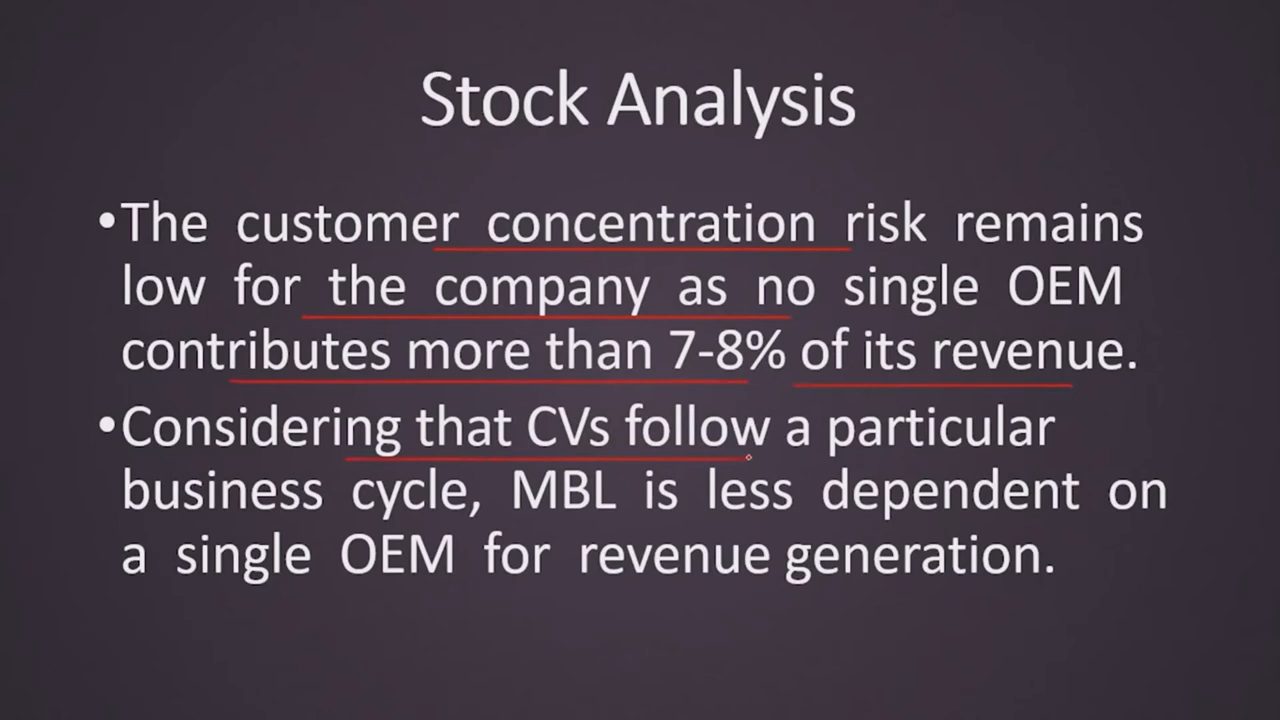 Stock Analysis
•The customer concentration risk remains
low for the company as no single OEM
contributes more than 7-8% of its revenue.
•Considering that CVs follow a particular
business cycle, MBL is less dependent on
a single OEM for revenue generation.